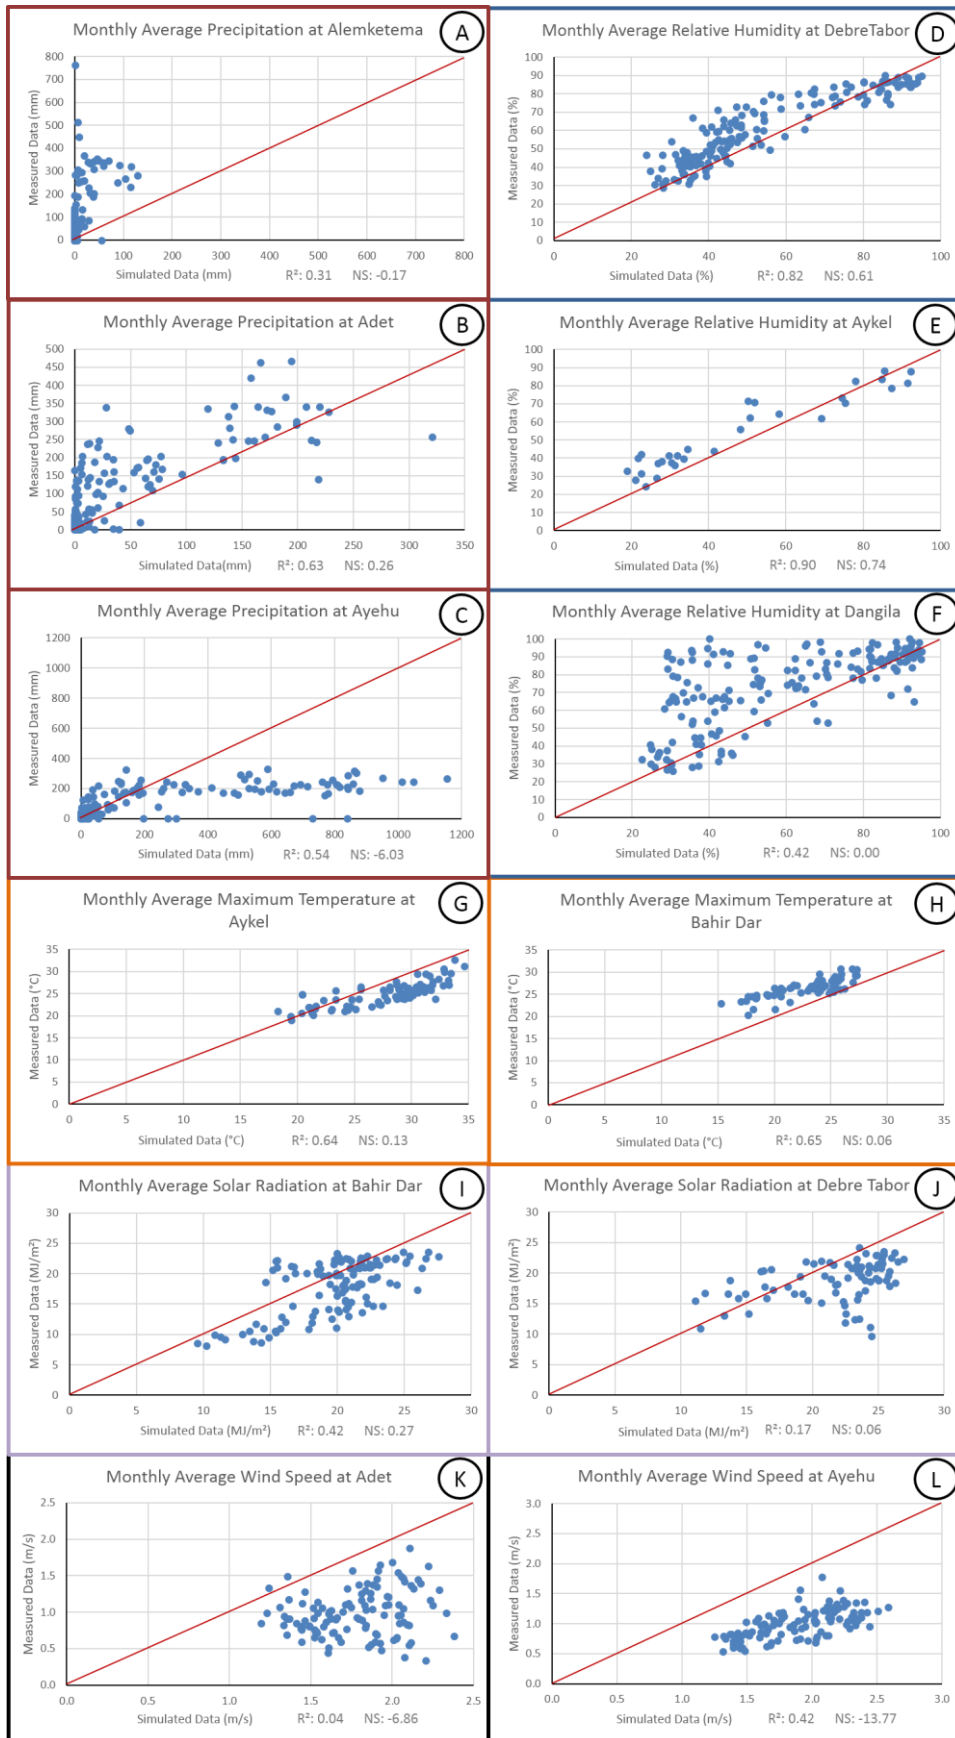 Monthly Average Precipitation at Alemketema
A
800
700
600
500
400
300
200
100
0
Measured Data (mm)
0 100 200 300 400 500 600 700 800
Simulated Data (mm) R²: 0.31 NS: -0.17
Monthly Average Relative Humidity at DebreTabor
D
100
90
80
70
60
50
40
30
20
10
0
Measured Data (%)
0 20 40 60 80 100
Simulated Data (%) R²: 0.82 NS: 0.61
Monthly Average Precipitation at Adet
B
500
450
400
350
300
250
200
150
100
50
0
Measured Data (mm)
0 50 100 150 200 250 300 350
Simulated Data(mm) R²: 0.63 NS: 0.26
Monthly Average Relative Humidity at Aykel
E
100
90
80
70
60
50
40
30
20
10
0
Measured Data (%)
0 20 40 60 80 100
Simulated Data (%) R²: 0.90 NS: 0.74
Monthly Average Precipitation at Ayehu
C
1200
1000
800
600
400
200
0
Measured Data (mm)
0 200 400 600 800 1000 1200
Simulated Data (mm) R²: 0.54 NS: -6.03
Monthly Average Relative Humidity at Dangila
F
100
90
80
70
60
50
40
30
20
10
0
Measured Data (%)
0 20 40 60 80 100
Simulated Data (%) R²: 0.42 NS: 0.00
Monthly Average Maximum Temperature at
Aykel
G
35
30
25
20
15
10
5
0
Measured Data (°C)
0 5 10 15 20 25 30 35
Simulated Data (°C) R²: 0.64 NS: 0.13
Monthly Average Maximum Temperature at
Bahir Dar
H
35
30
25
20
15
10
5
0
Measured Data (°C)
0 5 10 15 20 25 30 35
Simulated Data (°C) R²: 0.65 NS: 0.06
Monthly Average Solar Radiation at Bahir Dar
I
30
25
20
15
10
5
0
Measured Data (MJ/m²)
0 5 10 15 20 25 30
Simulated Data (MJ/m²) R²: 0.42 NS: 0.27
Monthly Average Solar Radiation at Debre Tabor
J
30
25
20
15
10
5
0
Measured Data (MJ/m²)
0 5 10 15 20 25 30
Simulated Data (MJ/m²) R²: 0.17 NS: 0.06
Monthly Average Wind Speed at Adet
K
2.5
2.0
1.5
1.0
0.5
0.0
Measured Data (m/s)
0.0 0.5 1.0 1.5 2.0 2.5
Simulated Data (m/s) R²: 0.04 NS: -6.86
Monthly Average Wind Speed at Ayehu
L
3.0
2.5
2.0
1.5
1.0
0.5
0.0
Measured Data (m/s)
0.0 0.5 1.0 1.5 2.0 2.5 3.0
Simulated Data (m/s) R²: 0.42 NS: -13.77